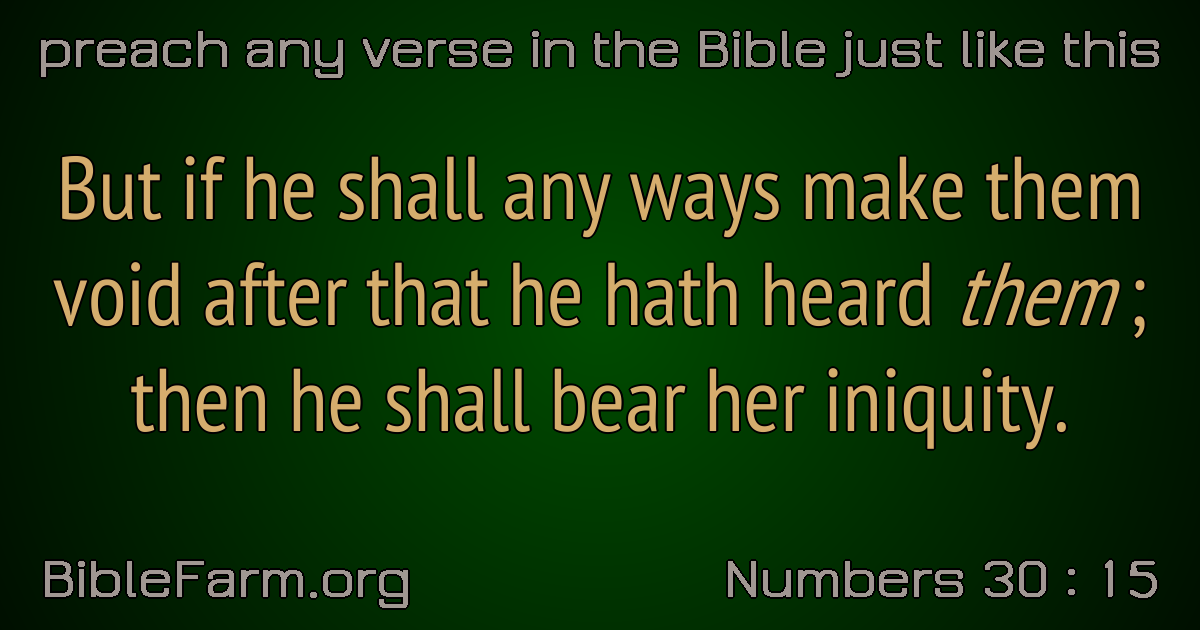 preach any verse in the Bible just like this
But if he shall any ways make them
void after that he hath heard them;
then he shall bear her iniquity.
BibleFarm.org
Numbers 30 : 15